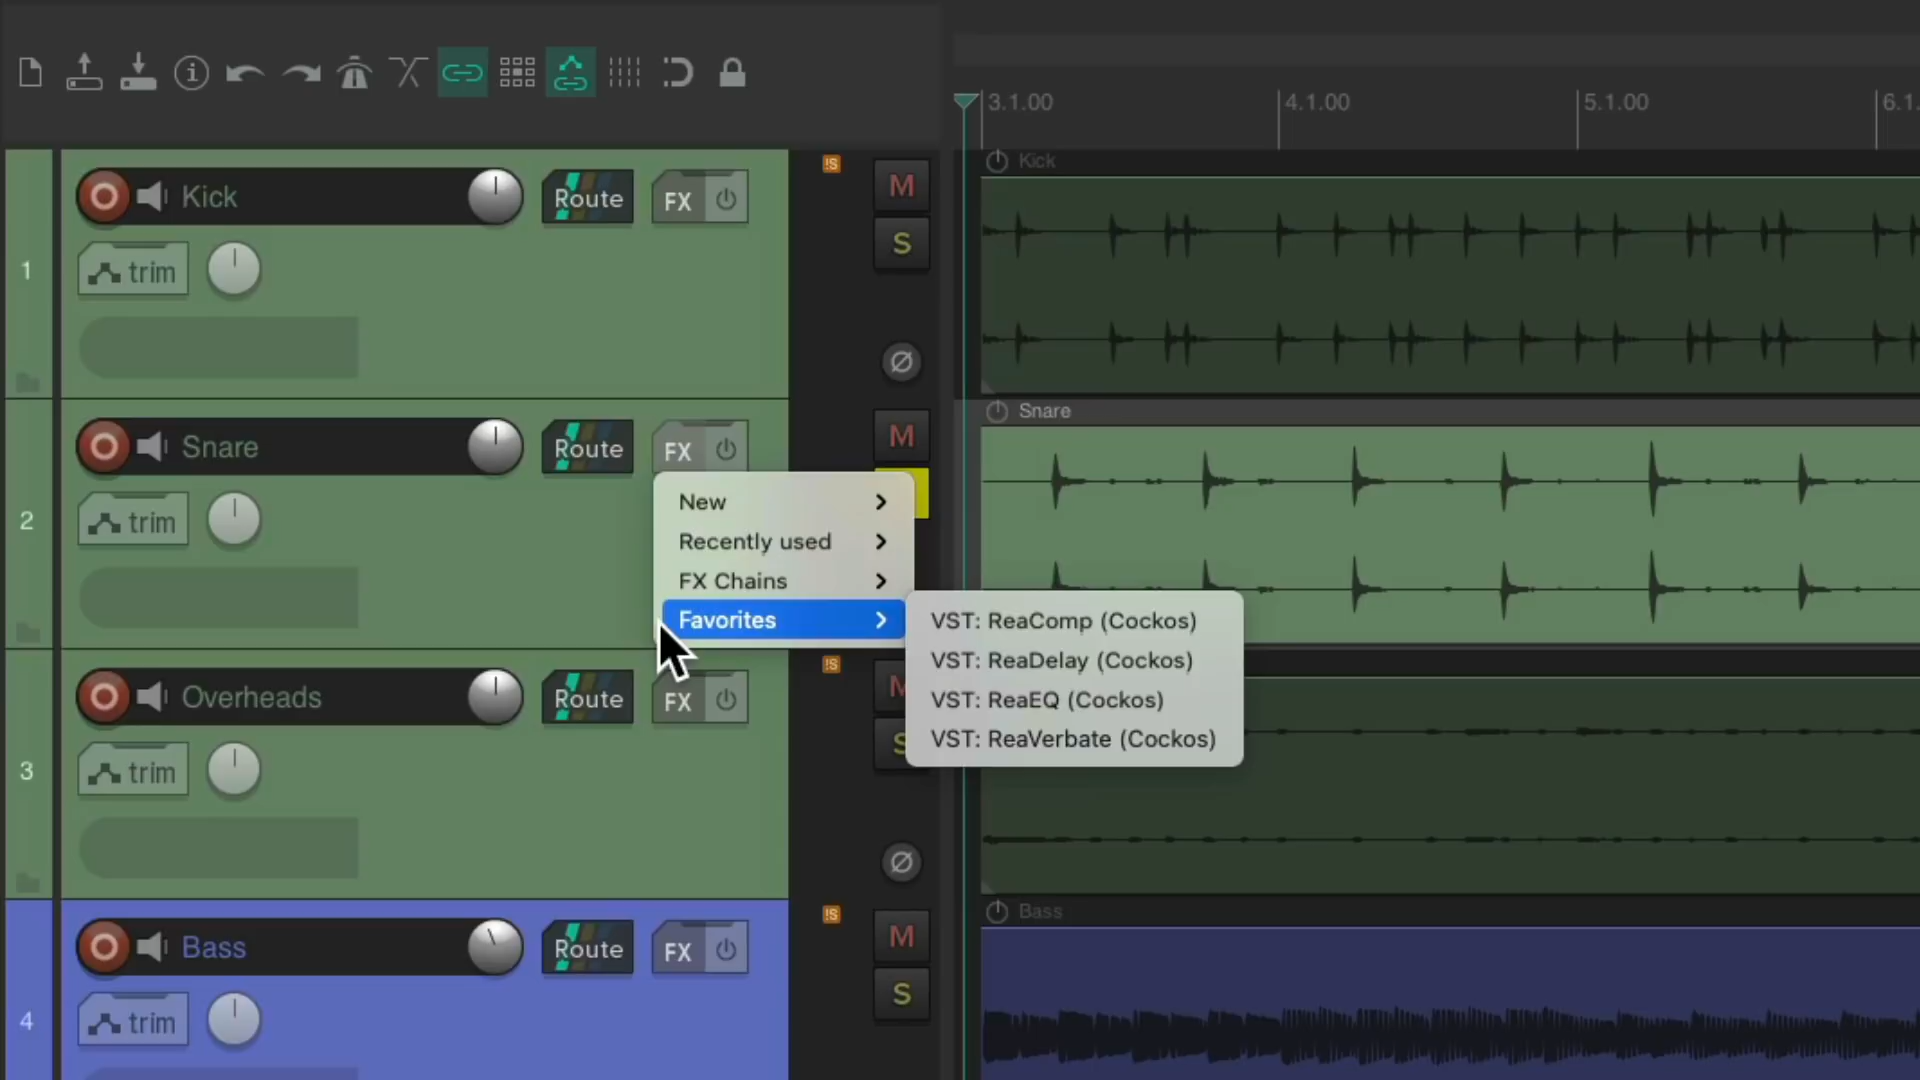 3.1.00
4.1.00
5.1.00
6.1.
1
Kick
Route
FX
trim
!S
M
S
Ø
Kick
2
Snare
Route
FX
trim
M
Snare
New
Recently used
FX Chains
Favorites
VST: ReaComp (Cockos)
VST: ReaDelay (Cockos)
VST: ReaEQ (Cockos)
VST: ReaVerbate (Cockos)
3
Overheads
Route
FX
trim
!S
M
S
Ø
4
Bass
Route
FX
trim
!S
M
S
Bass